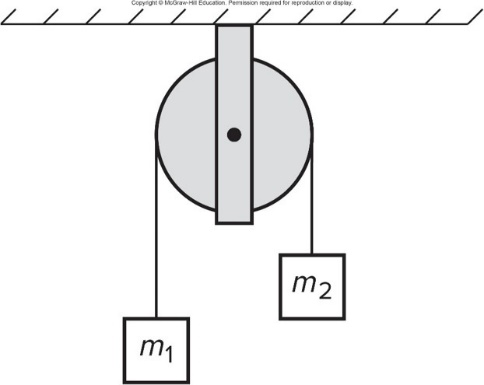 Copyright © McGraw-Hill Education. Permission required for reproduction or display.
m2
m1